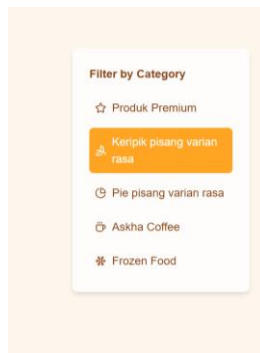 Filter by Category
Produk Premium
Keripik pisang varian
rasa
Pie pisang varian rasa
Askha Coffee
Frozen Food